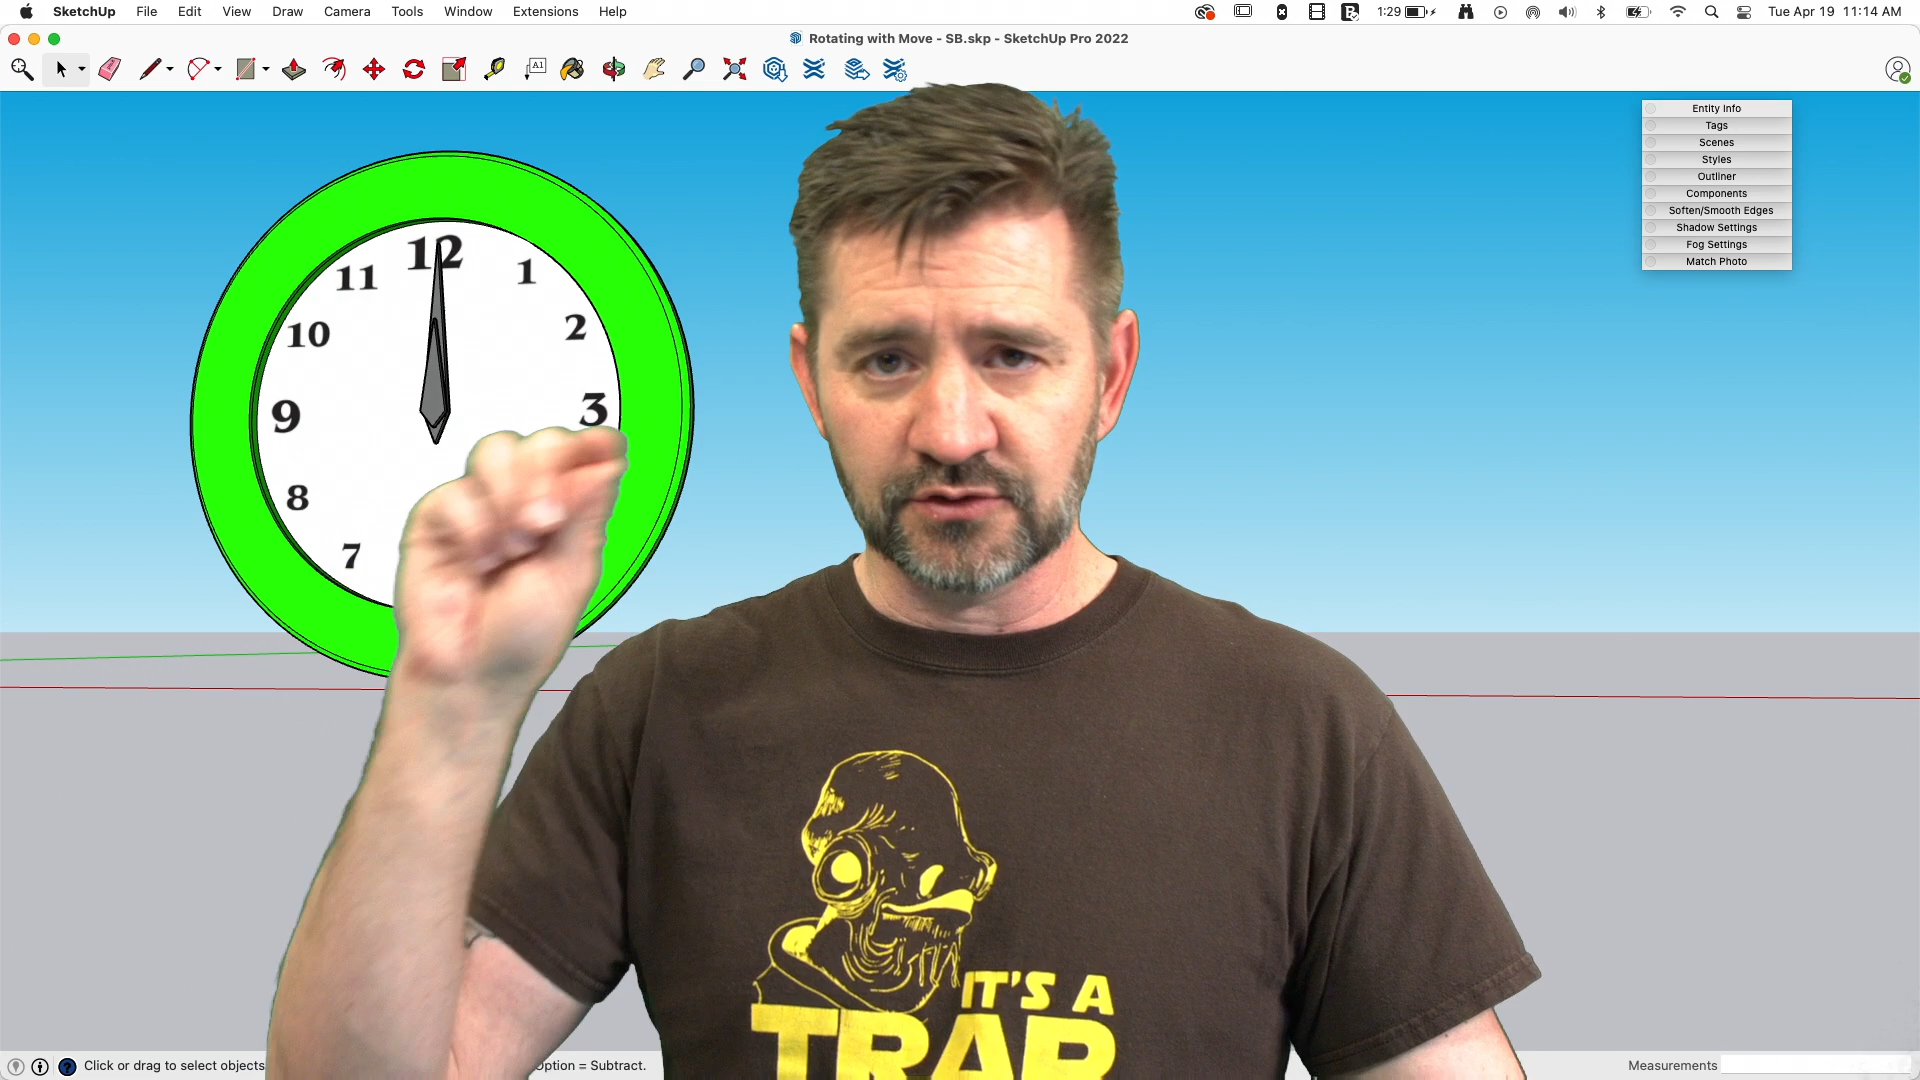 SketchUp File Edit View Draw Camera Tools Window Extensions Help 1:29 Tue Apr 19 11:14 AM
Rotating with Move - SB.skp - SketchUp Pro 2022
A1
Entity Info
Tags
Scenes
Styles
Outliner
Components
Soften/Smooth Edges
Shadow Settings
Fog Settings
Match Photo
12
11 1
10 2
9 3
8
7
IT'S A
TRAP
Click or drag to select objects
Option = Subtract.
Measurements